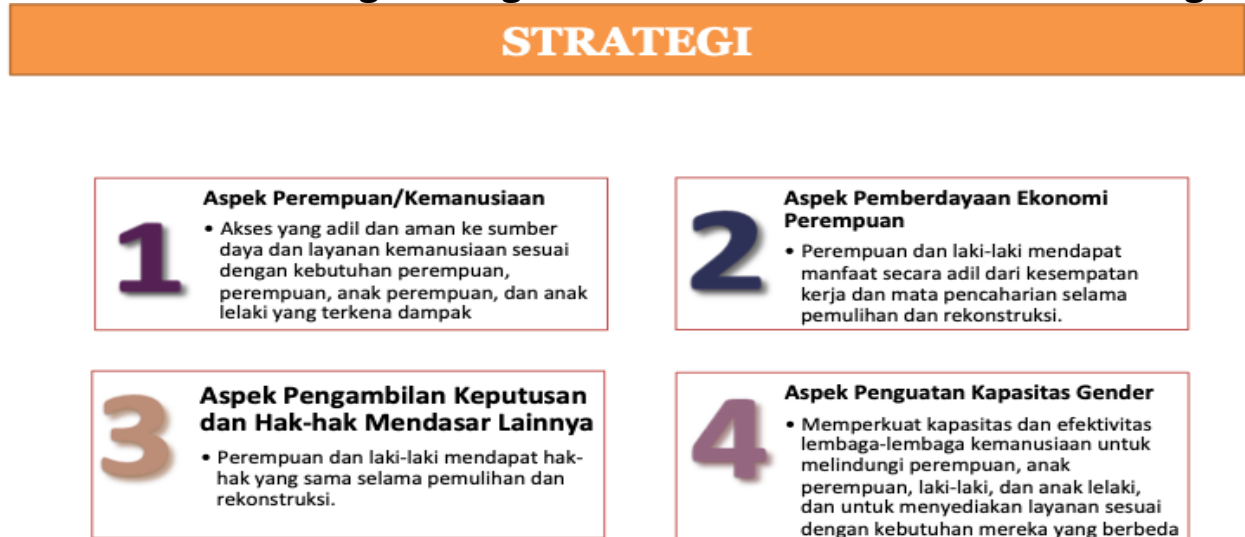 STRATEGI
1
Aspek Perempuan/Kemanusiaan
• Akses yang adil dan aman ke sumber
daya dan layanan kemanusiaan sesuai
dengan kebutuhan perempuan,
perempuan, anak perempuan, dan anak
lelaki yang terkena dampak
2
Aspek Pemberdayaan Ekonomi
Perempuan
• Perempuan dan laki-laki mendapat
manfaat secara adil dari kesempatan
kerja dan mata pencaharian selama
pemulihan dan rekonstruksi.
3
Aspek Pengambilan Keputusan
dan Hak-hak Mendasar Lainnya
• Perempuan dan laki-laki mendapat hak-
hak yang sama selama pemulihan dan
rekonstruksi.
4
Aspek Penguatan Kapasitas Gender
• Memperkuat kapasitas dan efektivitas
lembaga-lembaga kemanusiaan untuk
melindungi perempuan, anak
perempuan, laki-laki, dan anak lelaki,
dan untuk menyediakan layanan sesuai
dengan kebutuhan mereka yang berbeda